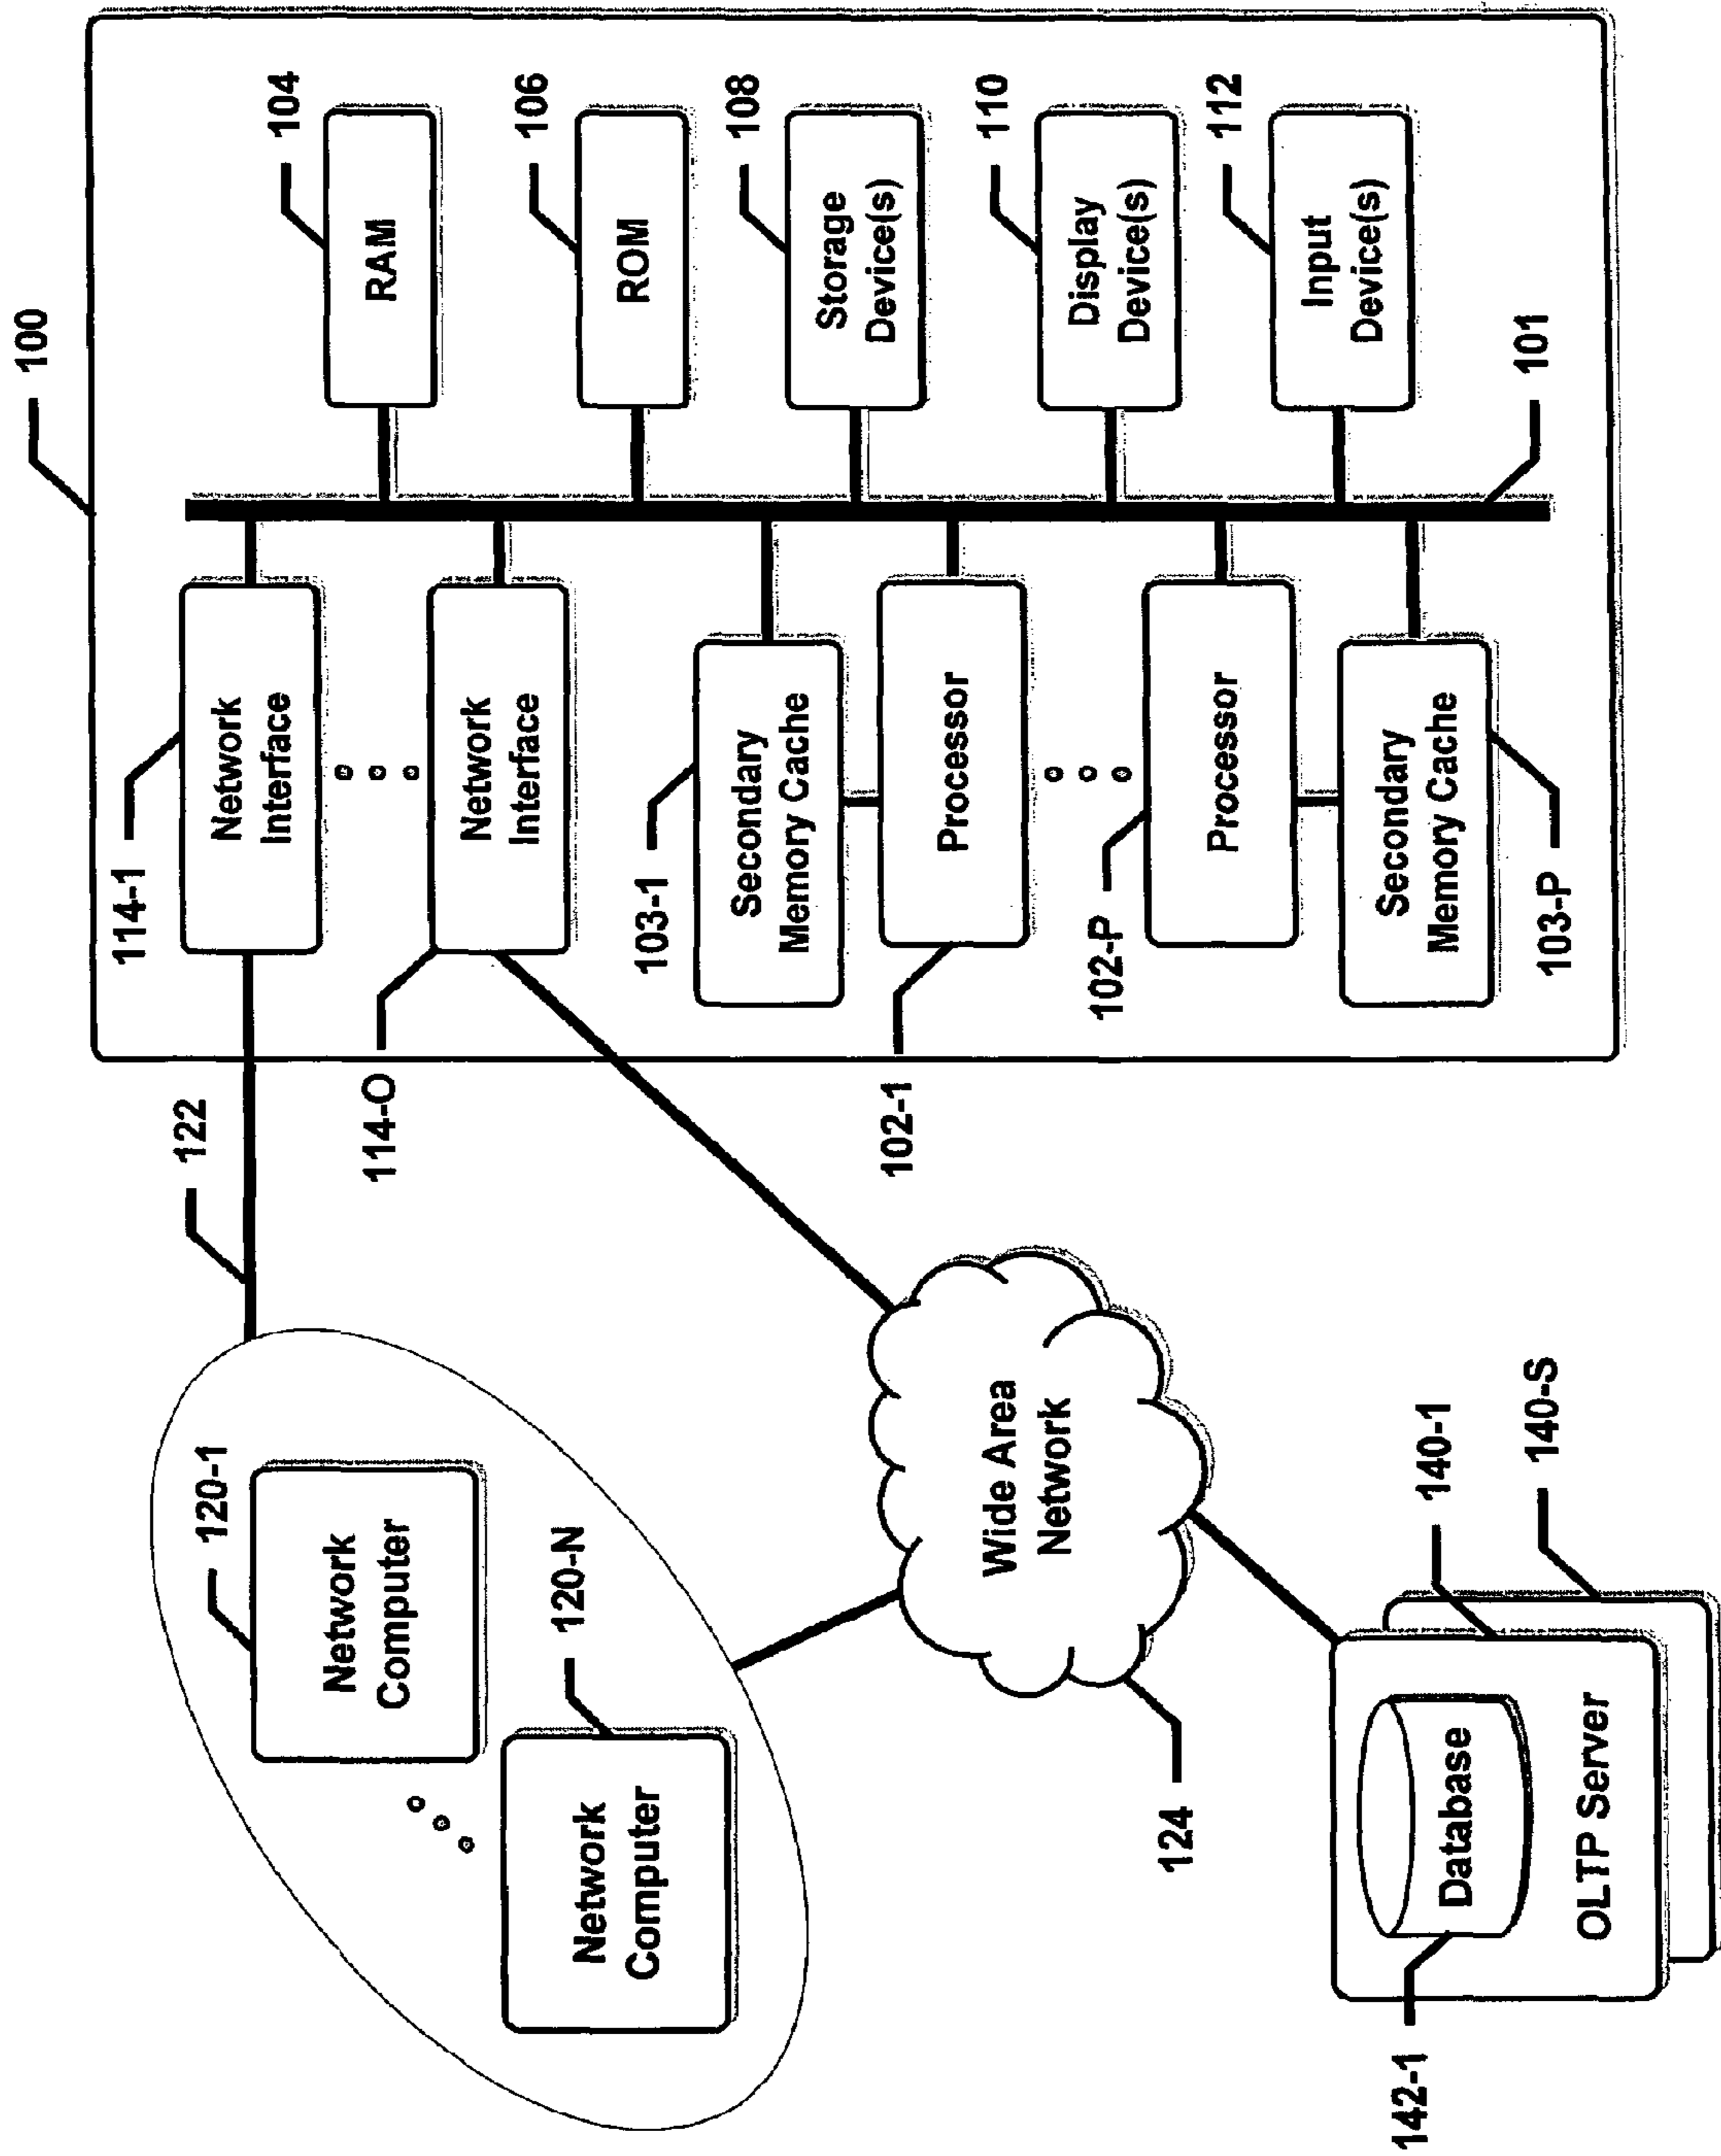 100
114-1
Network
Interface
104
RAM
122
114-O
Network
Interface
106
ROM
120-1
Network
Computer
103-1
Secondary
Memory Cache
108
Storage
Device(s)
120-N
Network
Computer
102-1
Processor
110
Display
Device(s)
Wide Area
Network
124
102-P
Processor
112
Input
Device(s)
142-1
Database
OLTP Server
140-1
140-S
103-P
Secondary
Memory Cache
101